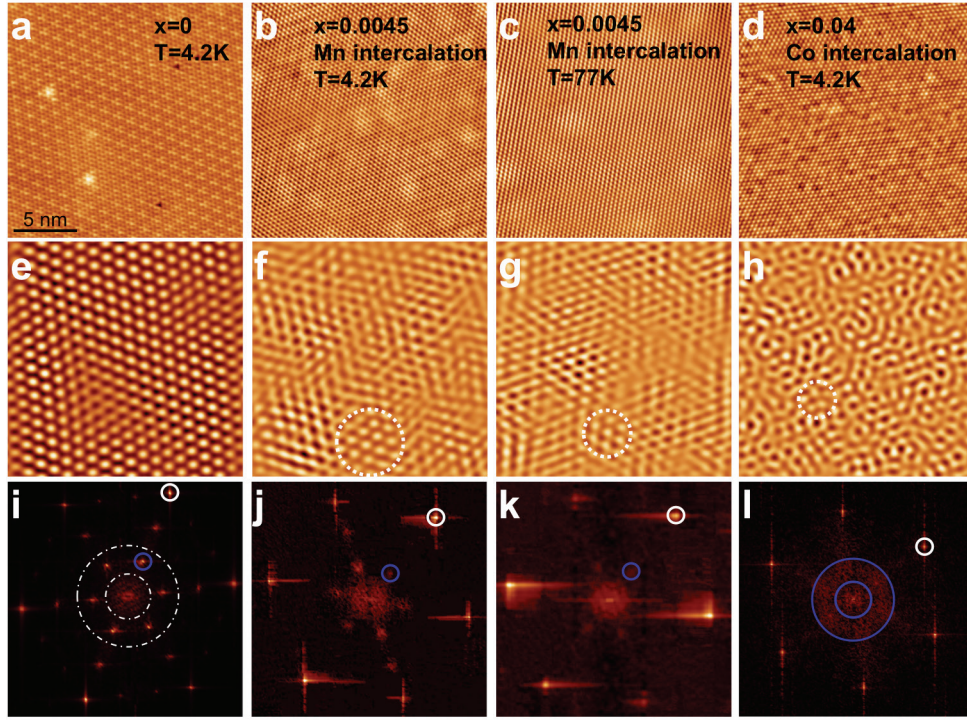 a
x=0
T=4.2K
5 nm
b
x=0.0045
Mn intercalation
T=4.2K
c
x=0.0045
Mn intercalation
T=77K
d
x=0.04
Co intercalation
T=4.2K
e
f
g
h
i
j
k
l